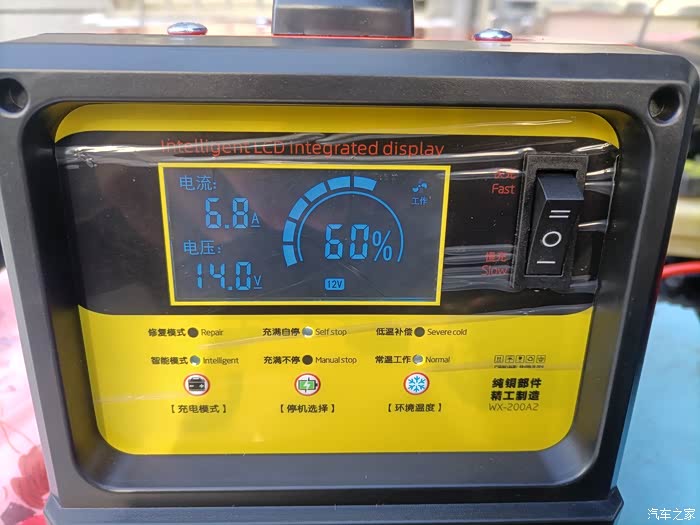 Intelligent LCD integrated display
电流:
6.8A
电压:
14.0V
60%
12V
工作
Fast
慢充
Slow
修复模式 Repair
充满自停 Self stop
低温补偿 Severe cold
智能模式 Intelligent
充满不停 Manual stop
常温工作 Normal
【充电模式】
【停机选择】
【环境温度】
纯铜部件
精工制造
WX-200A2
汽车之家